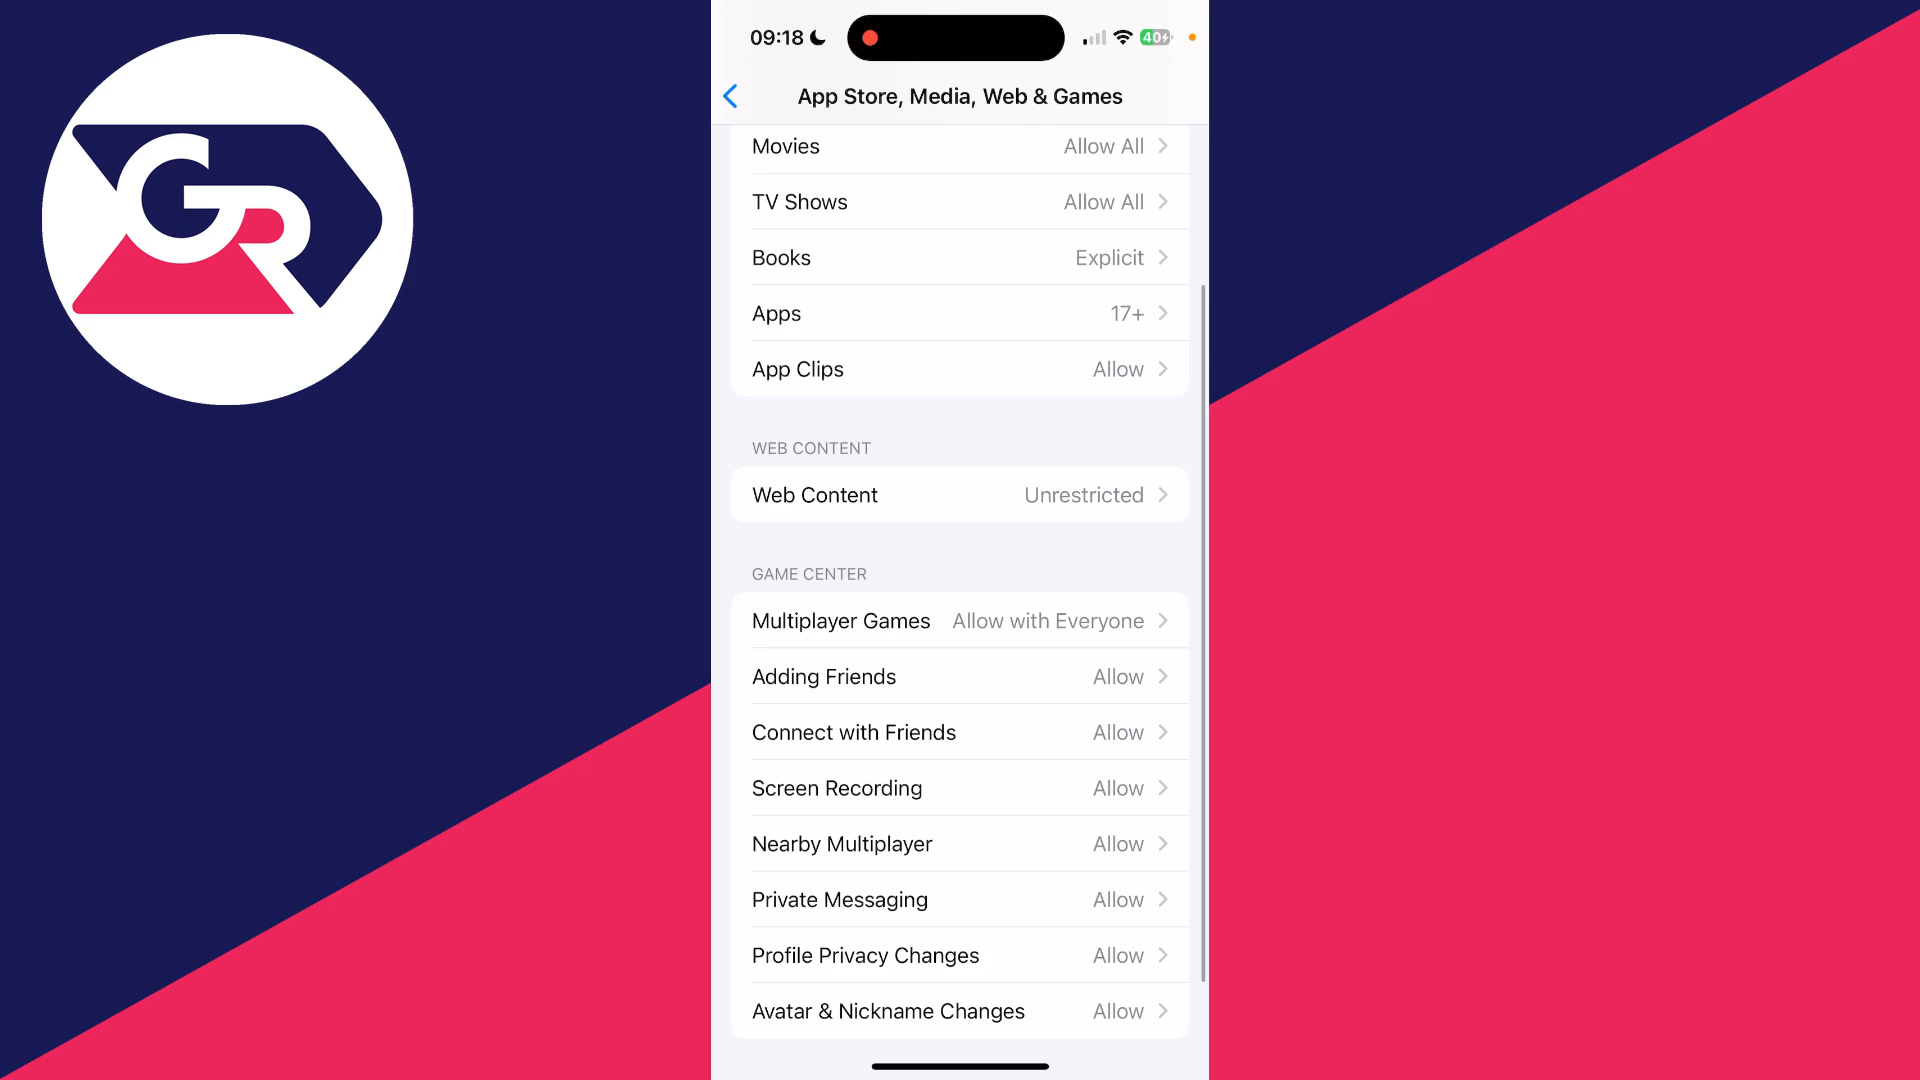 GR
09:18
40
App Store, Media, Web & Games
Movies Allow All
TV Shows Allow All
Books Explicit
Apps 17+
App Clips Allow
WEB CONTENT
Web Content Unrestricted
GAME CENTER
Multiplayer Games Allow with Everyone
Adding Friends Allow
Connect with Friends Allow
Screen Recording Allow
Nearby Multiplayer Allow
Private Messaging Allow
Profile Privacy Changes Allow
Avatar & Nickname Changes Allow